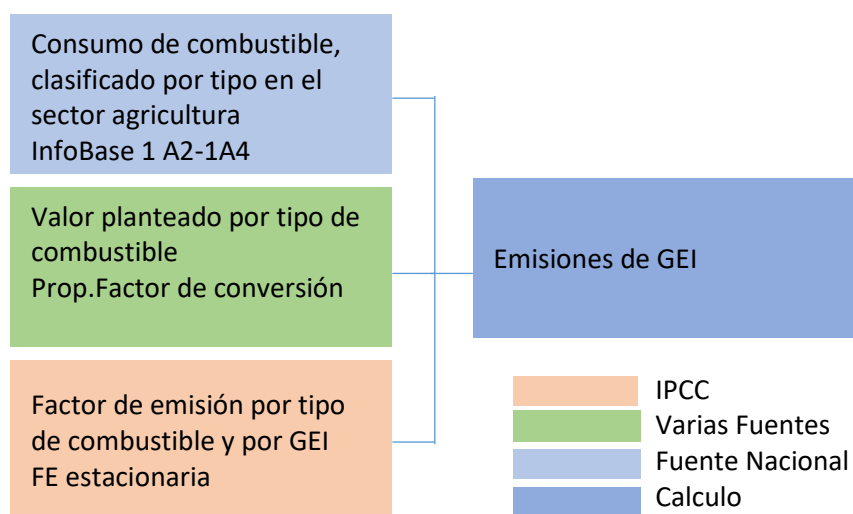 Consumo de combustible,
clasificado por tipo en el
sector agricultura
InfoBase 1 A2-1A4
Valor planteado por tipo de
combustible
Prop.Factor de conversión
Factor de emisión por tipo
de combustible y por GEI
FE estacionaria
Emisiones de GEI
IPCC
Varias Fuentes
Fuente Nacional
Calculo